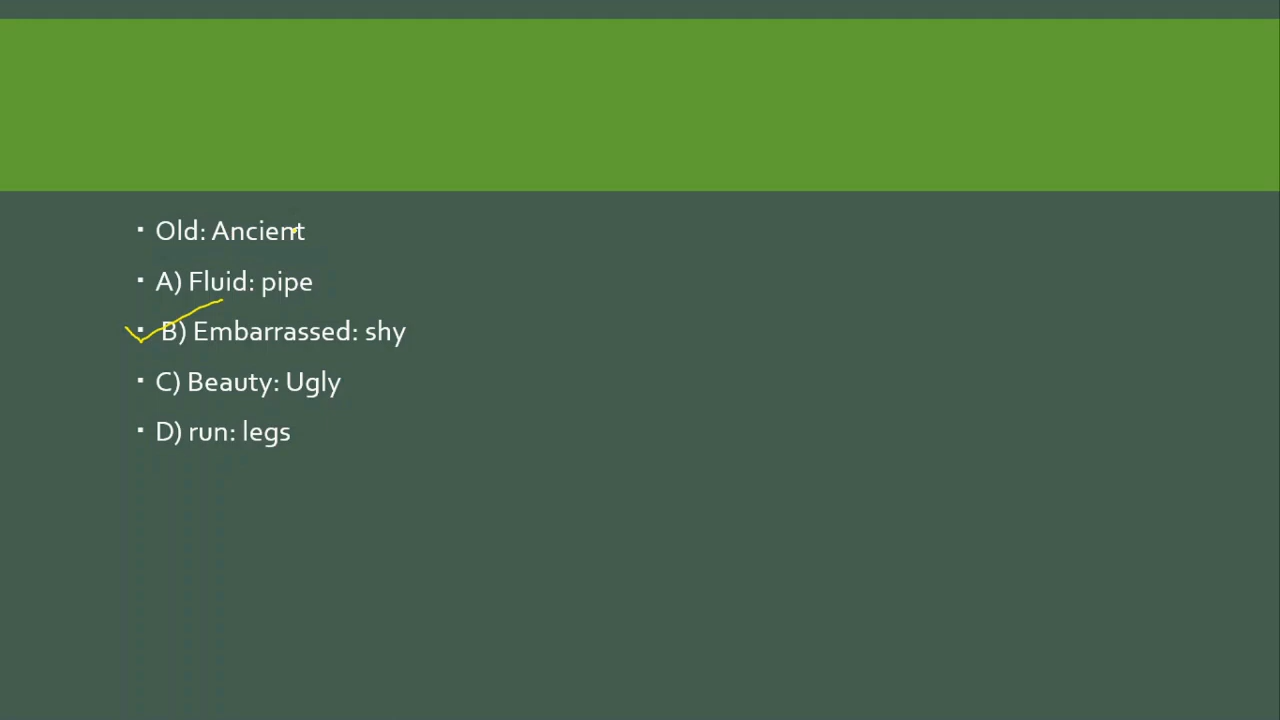 ▪ Old: Ancient
▪ A) Fluid: pipe
▪ B) Embarrassed: shy
▪ C) Beauty: Ugly
▪ D) run: legs